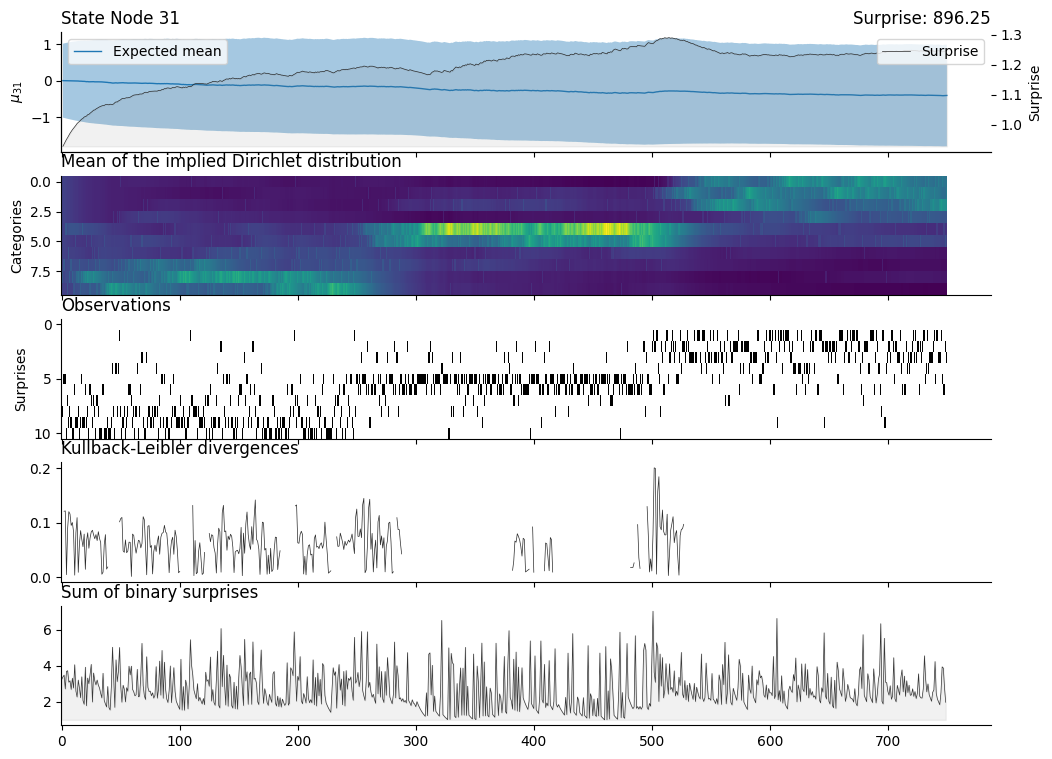 State Node 31
Surprise: 896.25
Expected mean
Surprise
1
0
−1
μ31
1.3
1.2
1.1
1.0
Surprise
Mean of the implied Dirichlet distribution
0.0
2.5
5.0
7.5
Categories
Observations
0
5
10
Surprises
Kullback-Leibler divergences
0.2
0.1
0.0
Sum of binary surprises
6
4
2
0 100 200 300 400 500 600 700